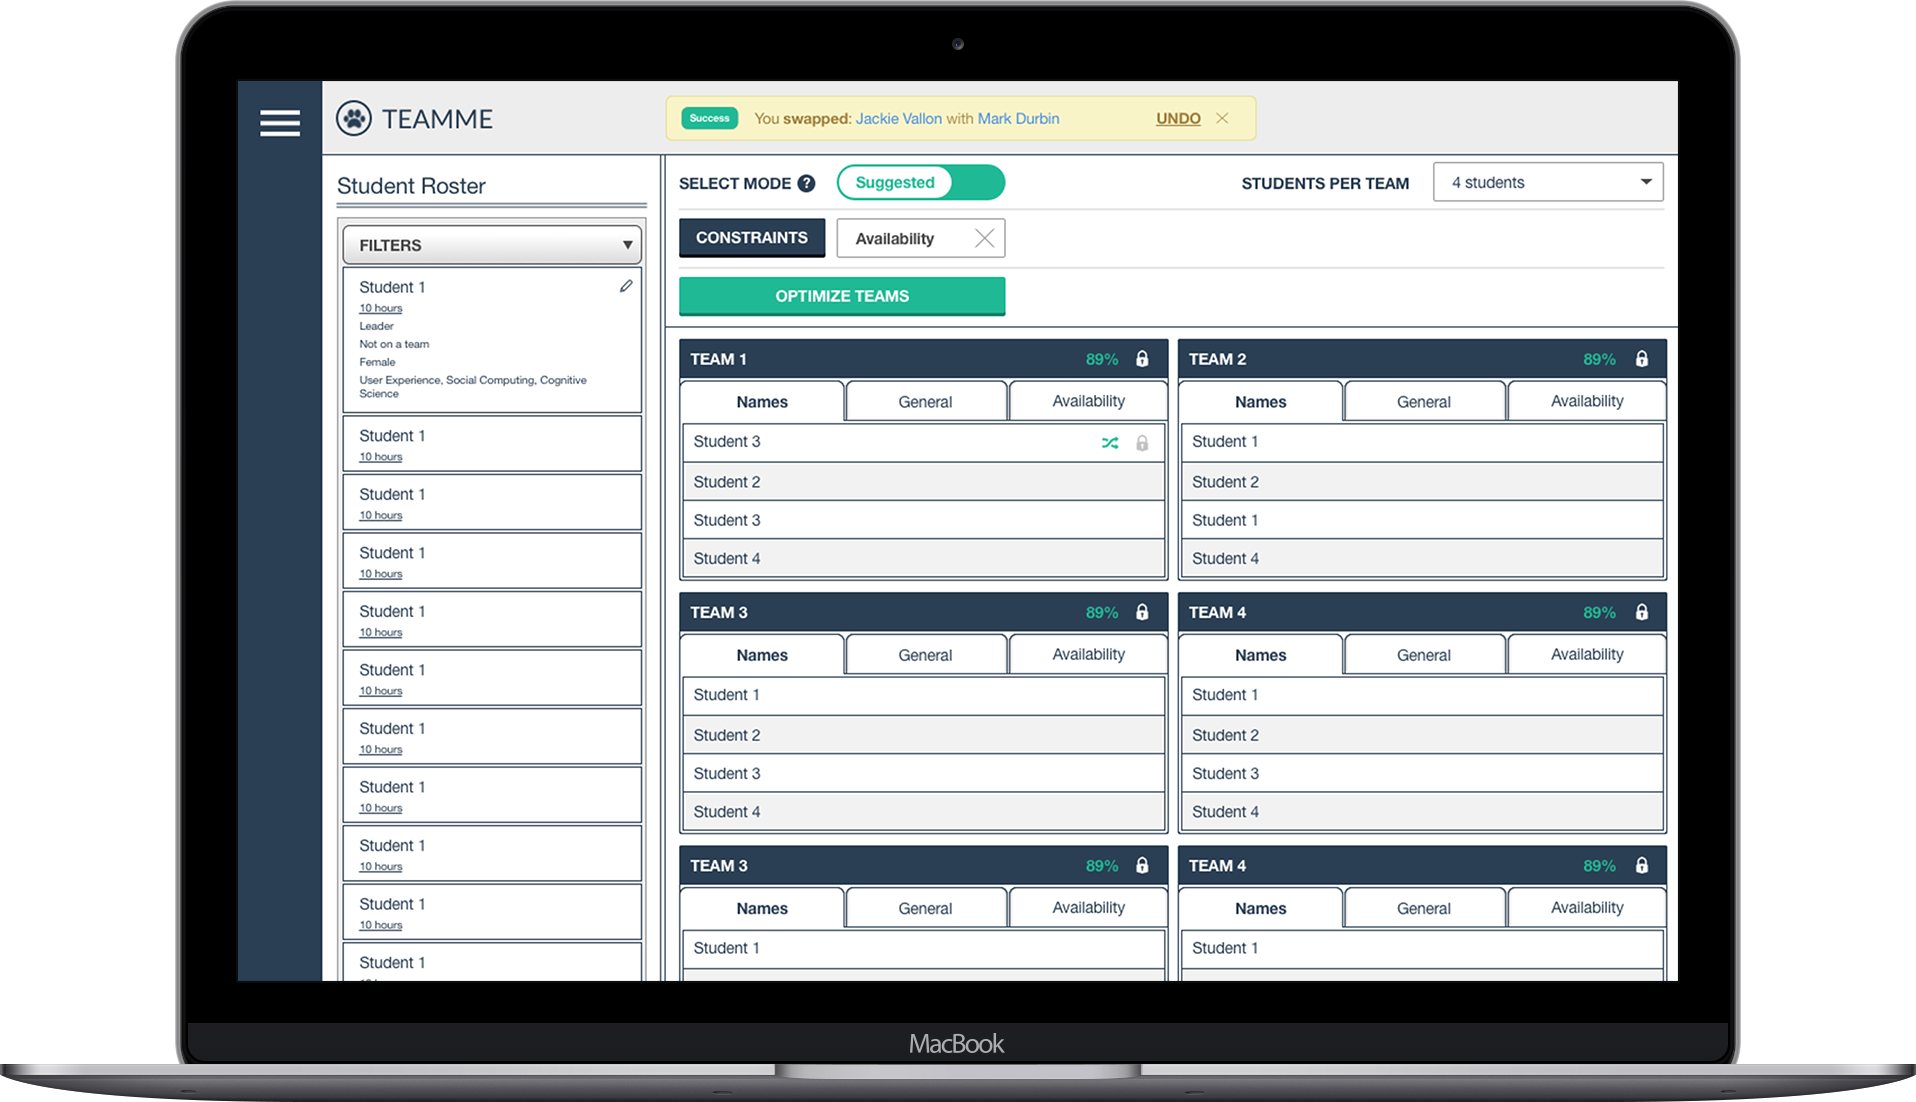 TEAMME
Success
You swapped: Jackie Vallon with Mark Durbin
UNDO
Student Roster
FILTERS
Student 1
10 hours
Leader
Not on a team
Female
User Experience, Social Computing, Cognitive
Science
Student 1
10 hours
Student 1
10 hours
Student 1
10 hours
Student 1
10 hours
Student 1
10 hours
Student 1
10 hours
Student 1
10 hours
Student 1
10 hours
Student 1
10 hours
Student 1
SELECT MODE ?
Suggested
STUDENTS PER TEAM
4 students
CONSTRAINTS
Availability
OPTIMIZE TEAMS
TEAM 1
89%
Names
General
Availability
Student 3
Student 2
Student 3
Student 4
TEAM 2
89%
Names
General
Availability
Student 1
Student 2
Student 1
Student 4
TEAM 3
89%
Names
General
Availability
Student 1
Student 2
Student 3
Student 4
TEAM 4
89%
Names
General
Availability
Student 1
Student 2
Student 3
Student 4
TEAM 3
89%
Names
General
Availability
Student 1
TEAM 4
89%
Names
General
Availability
Student 1
MacBook